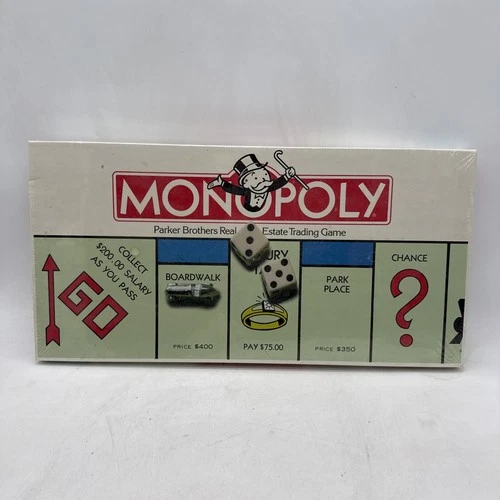 MONOPOLY
Parker Brothers Real Estate Trading Game
COLLECT
$200.00 SALARY
AS YOU PASS
GO
BOARDWALK
PRICE $400
URY
PAY $75.00
PARK
PLACE
PRICE $350
CHANCE
?